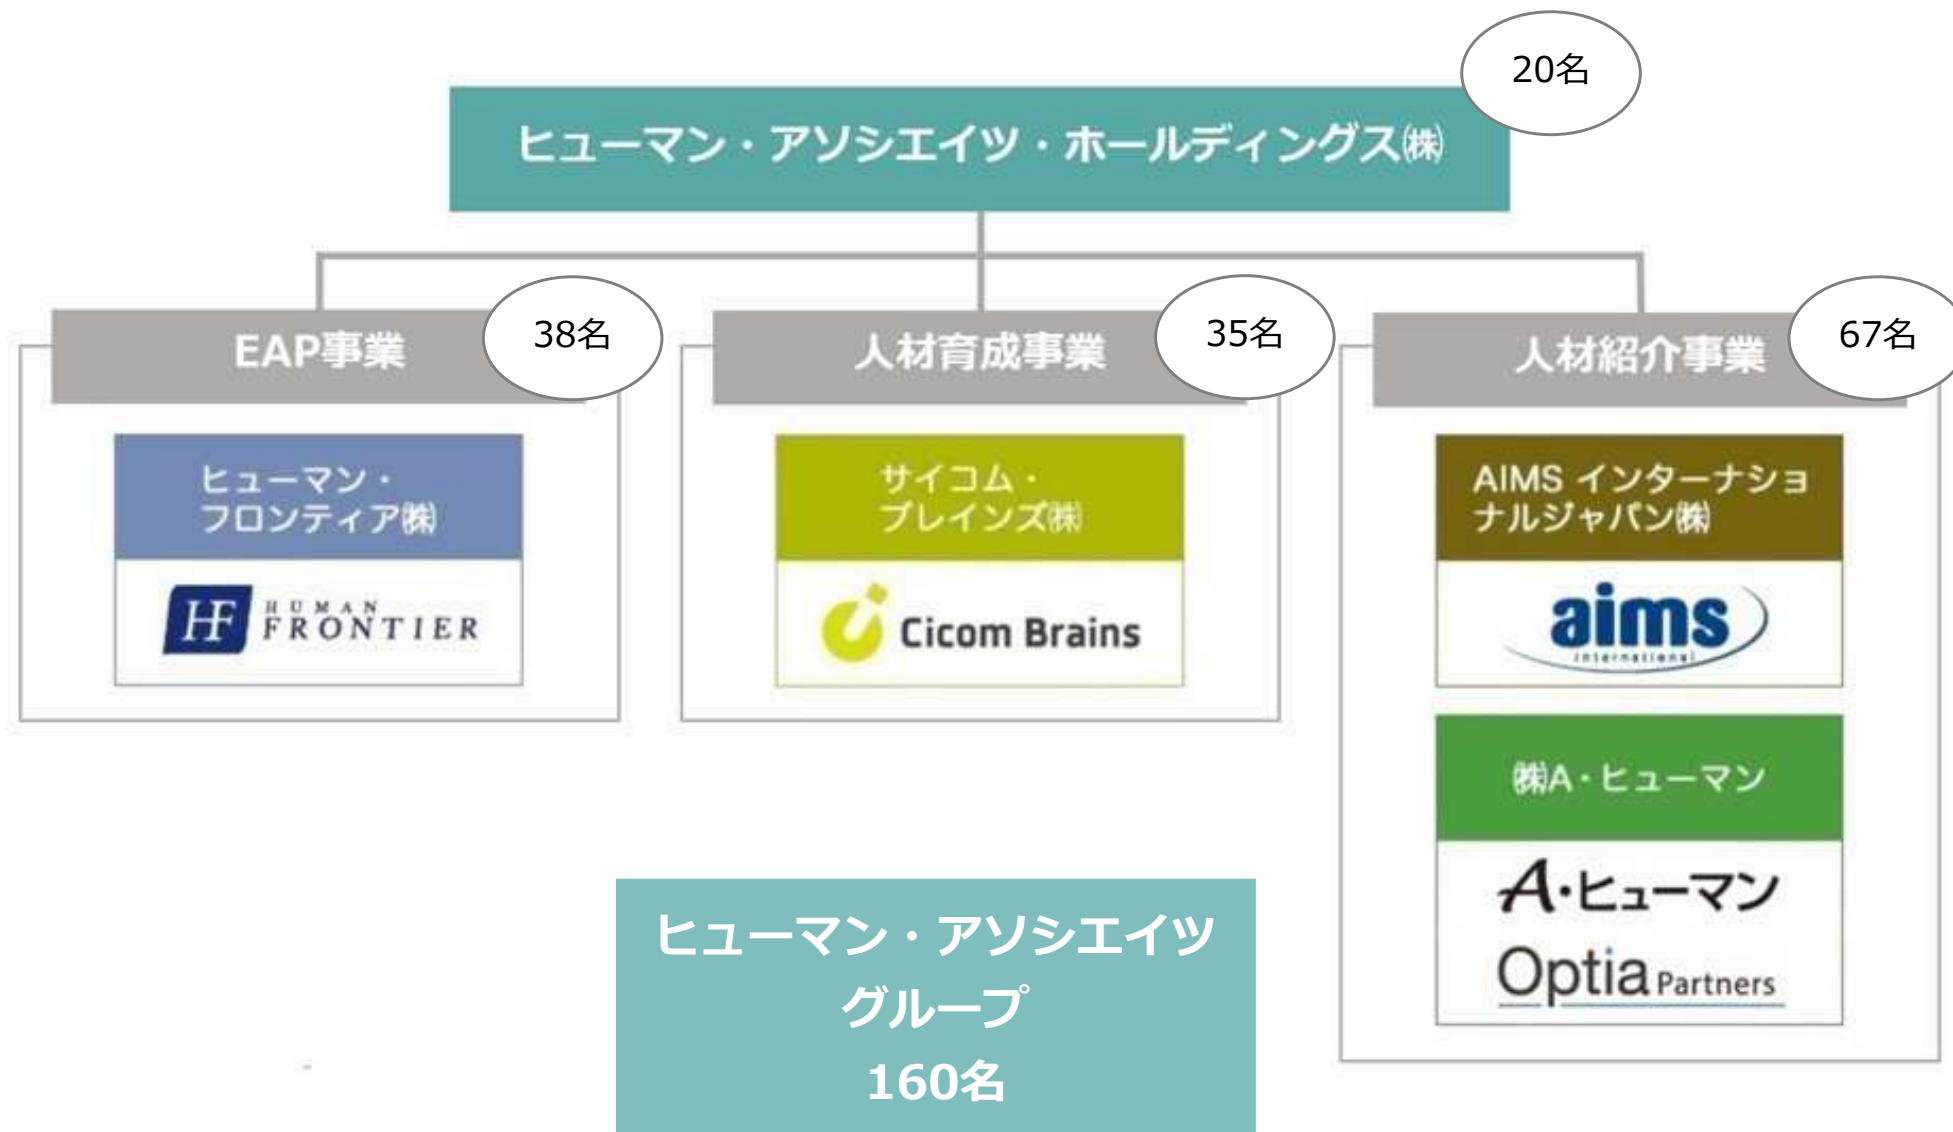 20名
ヒューマン・アソシエイツ・ホールディングス㈱
EAP事業
38名
人材育成事業
35名
人材紹介事業
67名
ヒューマン・
フロンティア㈱
HF HUMAN
FRONTIER
サイコム・
ブレインズ㈱
Cicom Brains
AIMS インターナショ
ナルジャパン㈱
aims
international
㈱A・ヒューマン
A・ヒューマン
Optia Partners
ヒューマン・アソシエイツ
グループ
160名